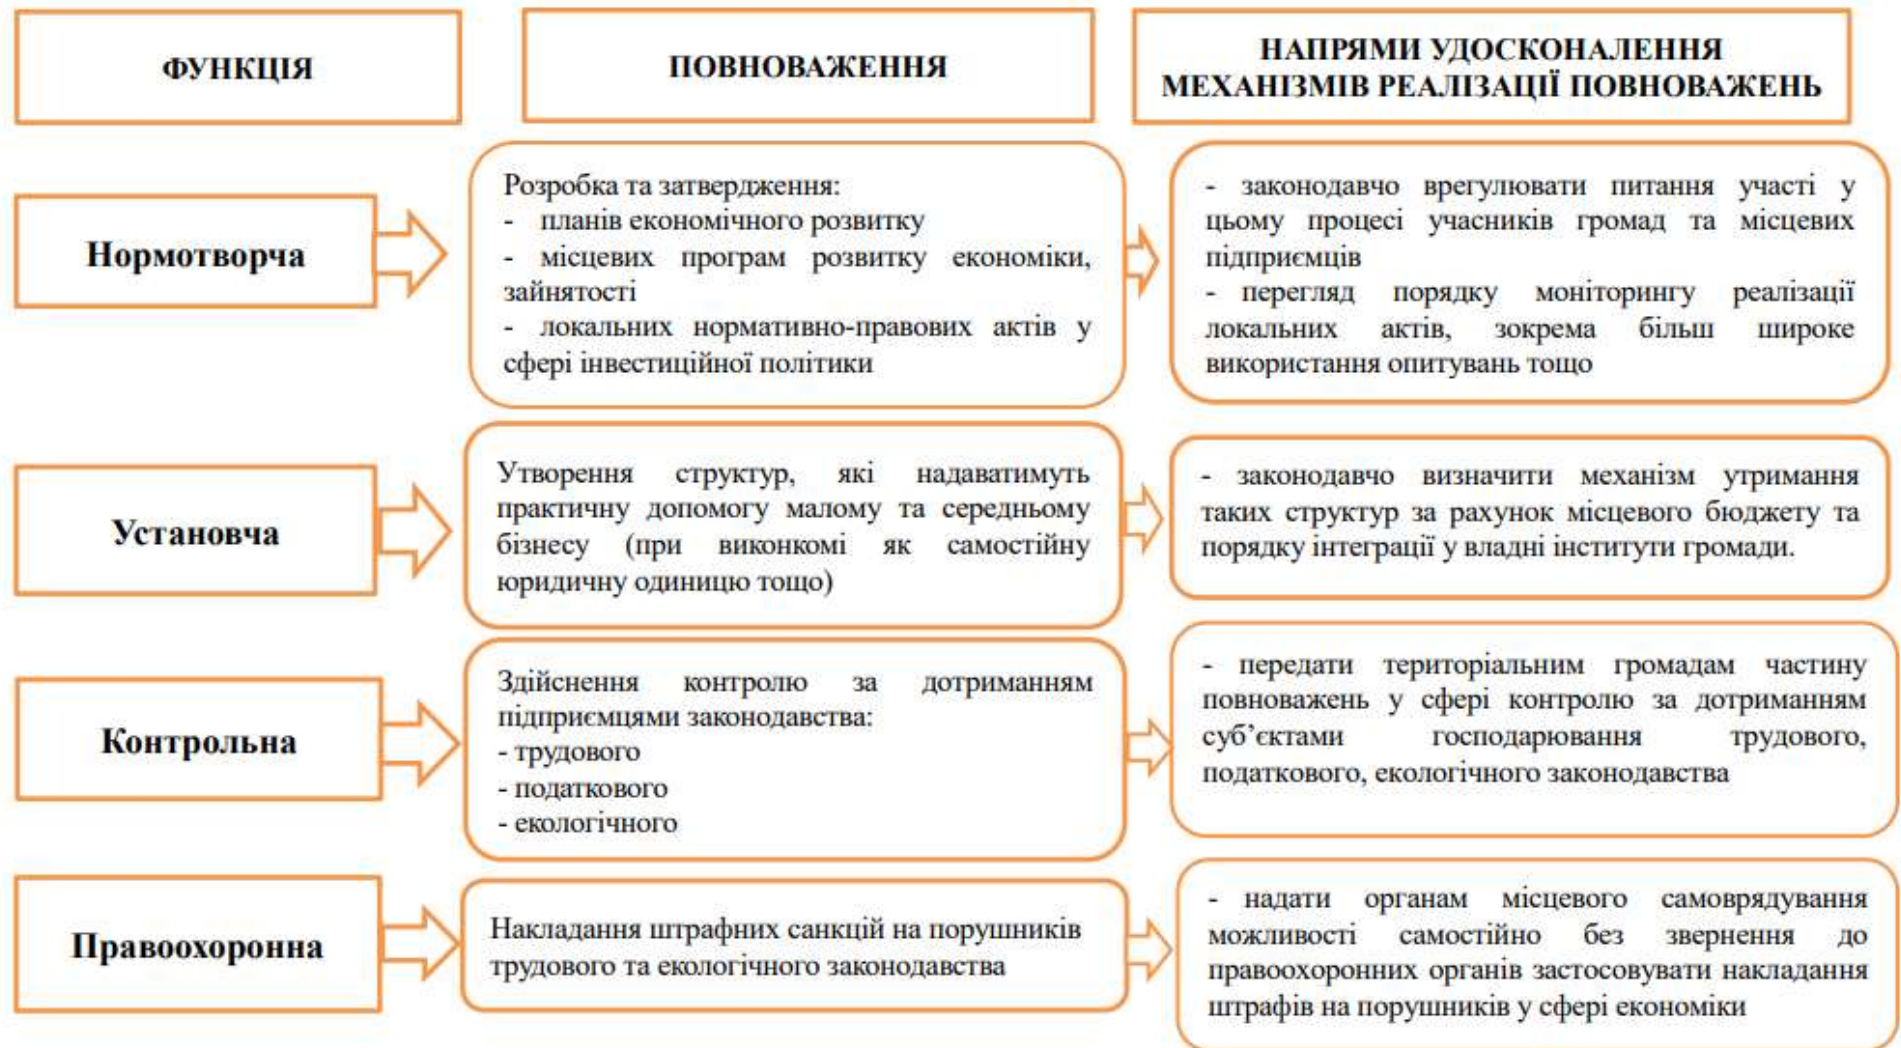 ФУНКЦІЯ
ПОВНОВАЖЕННЯ
НАПРЯМИ УДОСКОНАЛЕННЯ
МЕХАНІЗМІВ РЕАЛІЗАЦІЇ ПОВНОВАЖЕНЬ
Нормотворча
Розробка та затвердження:
- планів економічного розвитку
- місцевих програм розвитку економіки,
зайнятості
- локальних нормативно-правових актів у
сфері інвестиційної політики
- законодавчо врегулювати питання участі у
цьому процесі учасників громад та місцевих
підприємців
- перегляд порядку моніторингу реалізації
локальних актів, зокрема більш широке
використання опитувань тощо
Установча
Утворення структур, які надаватимуть
практичну допомогу малому та середньому
бізнесу (при виконкомі як самостійну
юридичну одиницю тощо)
- законодавчо визначити механізм утримання
таких структур за рахунок місцевого бюджету та
порядку інтеграції у владні інститути громади.
Контрольна
Здійснення контролю за дотриманням
підприємцями законодавства:
- трудового
- податкового
- екологічного
- передати територіальним громадам частину
повноважень у сфері контролю за дотриманням
суб’єктами господарювання трудового,
податкового, екологічного законодавства
Правоохоронна
Накладання штрафних санкцій на порушників
трудового та екологічного законодавства
- надати органам місцевого самоврядування
можливості самостійно без звернення до
правоохоронних органів застосовувати накладання
штрафів на порушників у сфері економіки